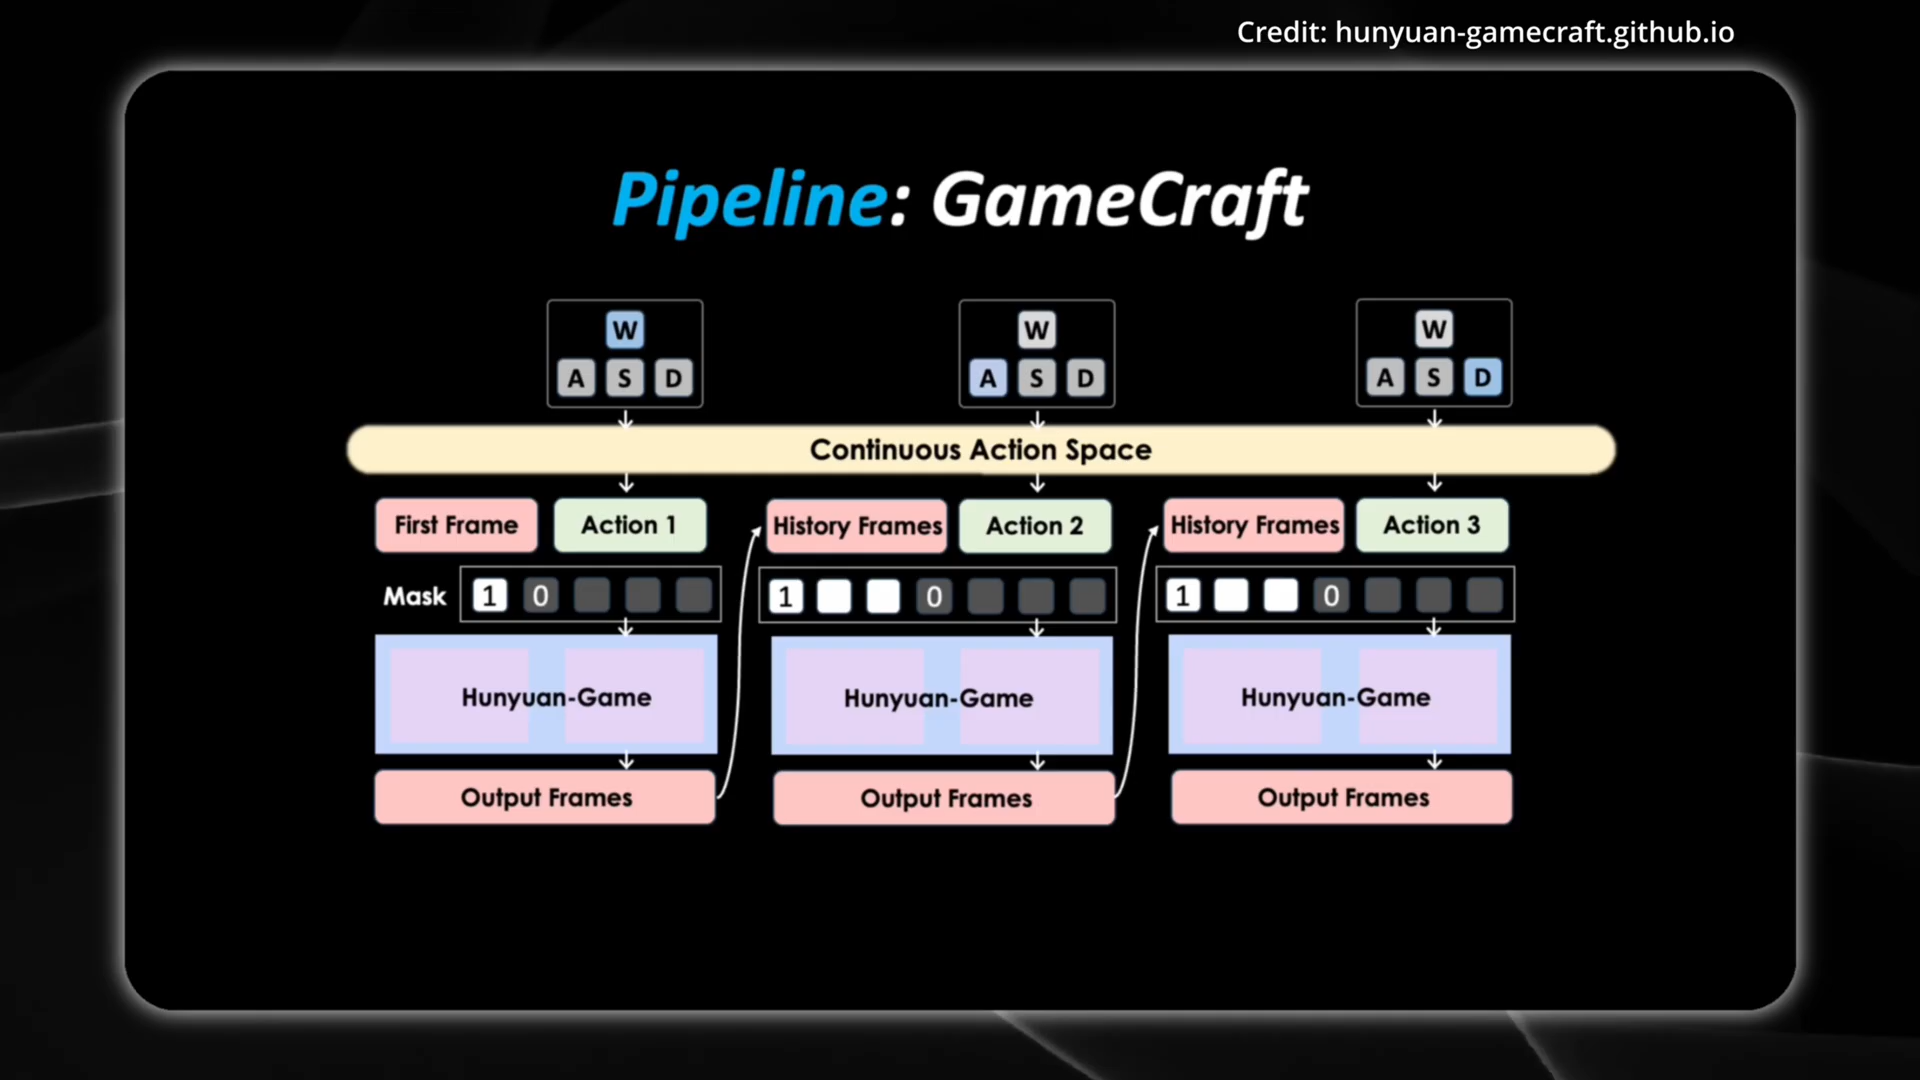 Credit: hunyuan-gamecraft.github.io
Pipeline: GameCraft
W W W
A S D A S D A S D
Continuous Action Space
First Frame Action 1 History Frames Action 2 History Frames Action 3
Mask 1 0 1 0 1 0
Hunyuan-Game Hunyuan-Game Hunyuan-Game
Output Frames Output Frames Output Frames